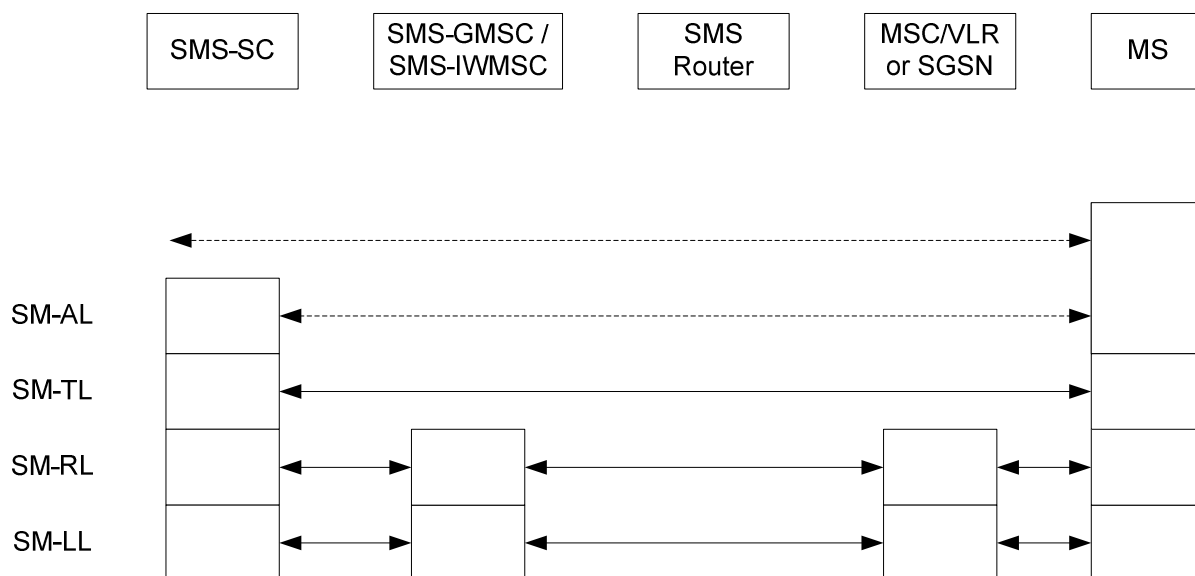 SMS-SC
SMS-GMSC /
SMS-IWMSC
SMS
Router
MSC/VLR
or SGSN
MS
SM-AL
SM-TL
SM-RL
SM-LL